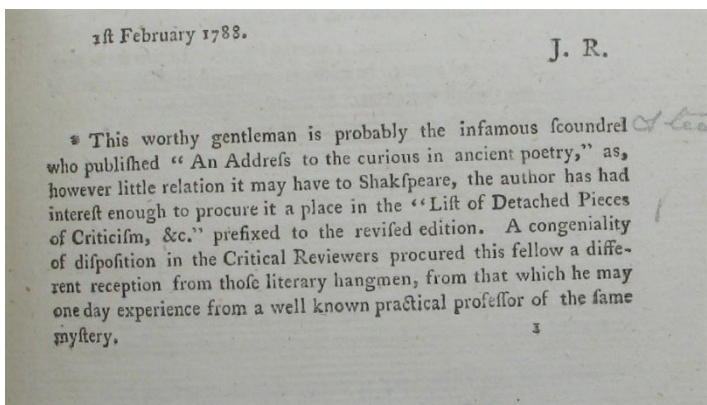 1ſt February 1788.
J. R.
* This worthy gentleman is probably the infamous ſcoundrel
who publiſhed “ An Addreſs to the curious in ancient poetry,” as,
however little relation it may have to Shakſpeare, the author has had
intereſt enough to procure it a place in the “Liſt of Detached Pieces
of Criticiſm, &c.” prefixed to the reviſed edition. A congeniality
of diſpoſition in the Critical Reviewers procured this fellow a diffe-
rent reception from thoſe literary hangmen, from that which he may
one day experience from a well known practical profeſſor of the ſame
myſtery.
3